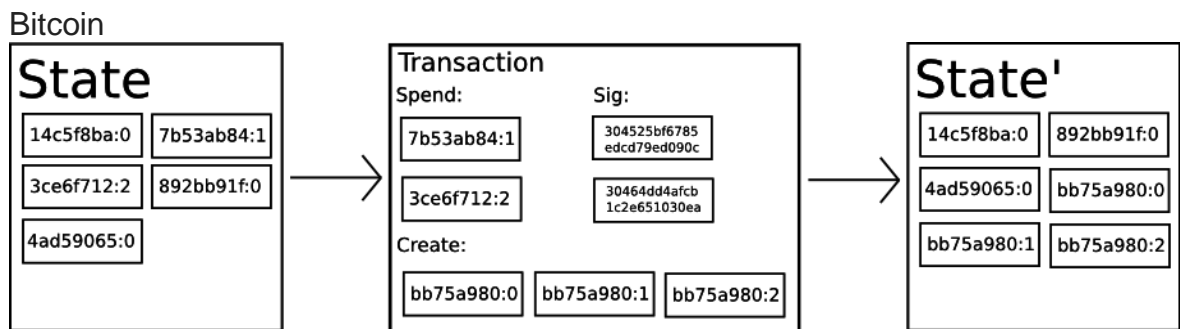 Bitcoin
State
14c5f8ba:0 7b53ab84:1
3ce6f712:2 892bb91f:0
4ad59065:0
Transaction
Spend: Sig:
7b53ab84:1
304525bf6785
edcd79ed090c
3ce6f712:2
30464dd4afcb
1c2e651030ea
Create:
bb75a980:0 bb75a980:1 bb75a980:2
State'
14c5f8ba:0 892bb91f:0
4ad59065:0 bb75a980:0
bb75a980:1 bb75a980:2